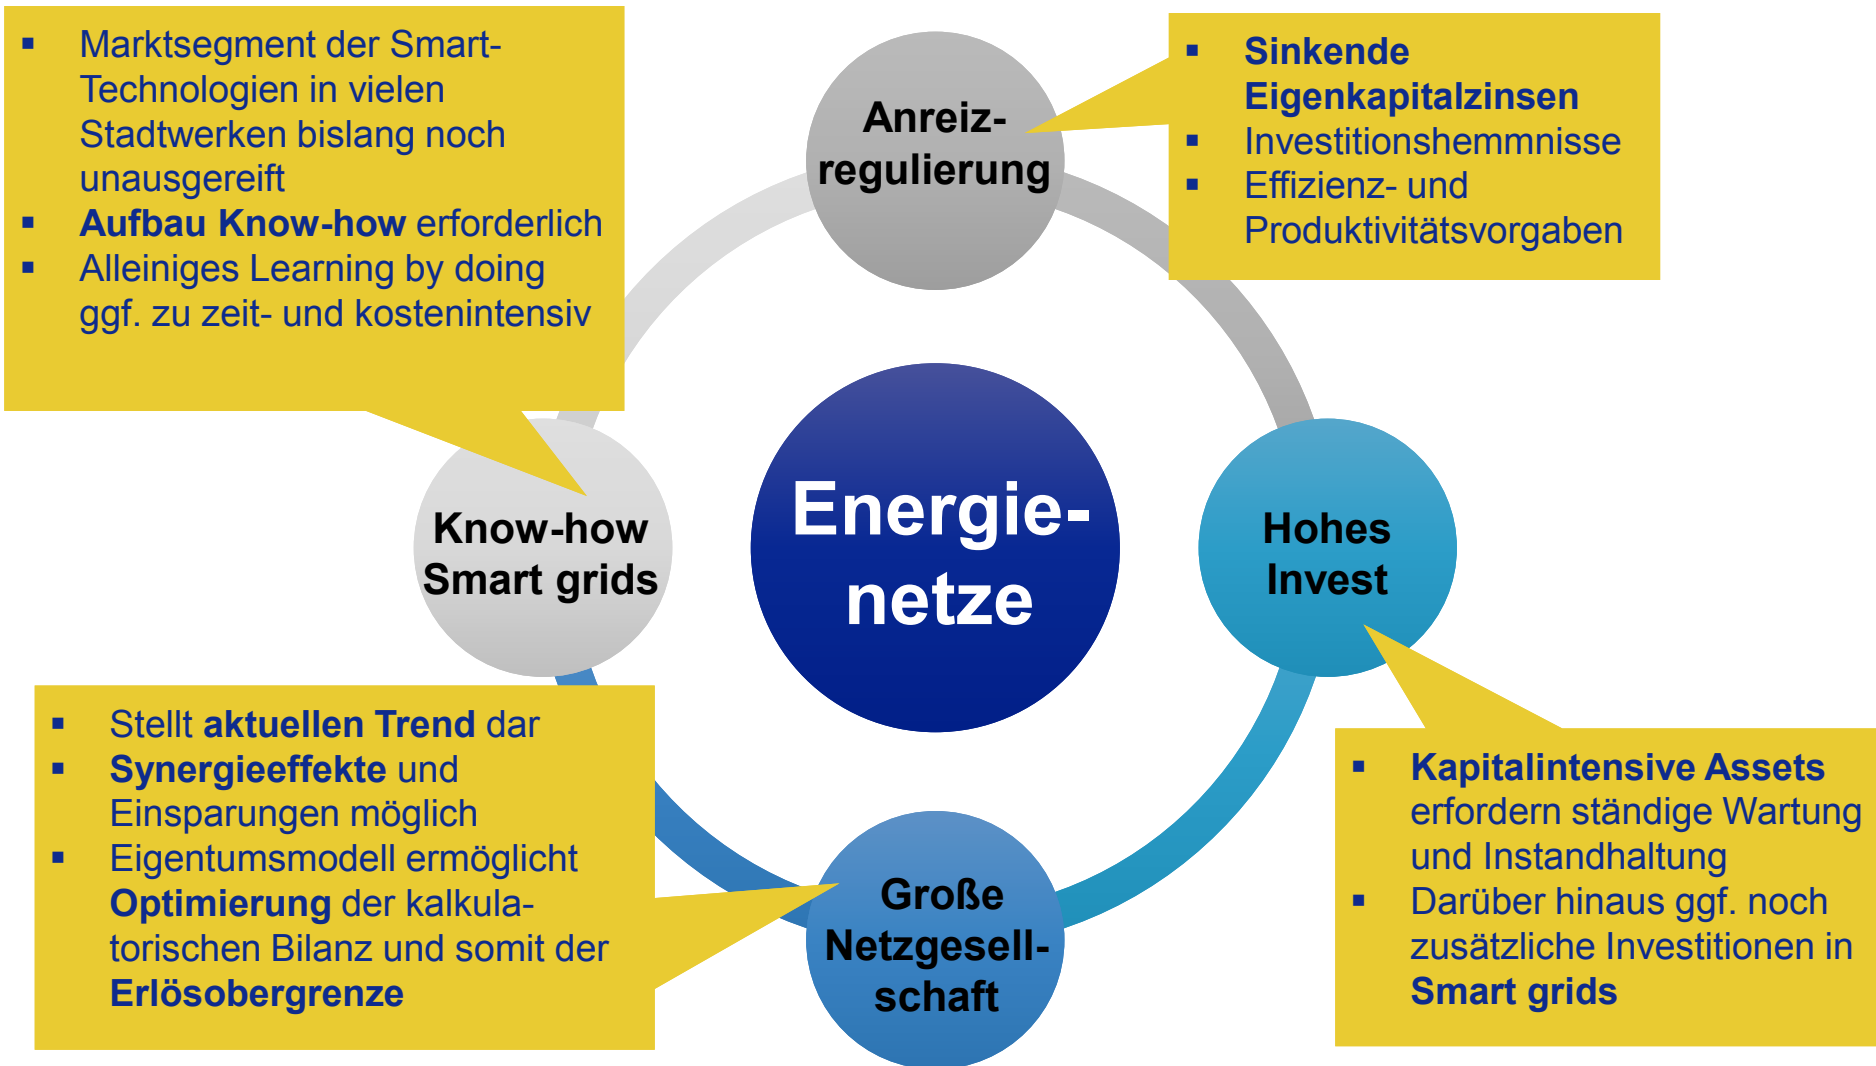 ▪ Marktsegment der Smart-
Technologien in vielen
Stadtwerken bislang noch
unausgereift
▪ Aufbau Know-how erforderlich
▪ Alleiniges Learning by doing
ggf. zu zeit- und kostenintensiv
Anreiz-
regulierung
▪ Sinkende
Eigenkapitalzinsen
▪ Investitionshemmnisse
▪ Effizienz- und
Produktivitätsvorgaben
Know-how
Smart grids
Energie-
netze
Hohes
Invest
▪ Stellt aktuellen Trend dar
▪ Synergieeffekte und
Einsparungen möglich
▪ Eigentumsmodell ermöglicht
Optimierung der kalkula-
torischen Bilanz und somit der
Erlösobergrenze
Große
Netzgesell-
schaft
▪ Kapitalintensive Assets
erfordern ständige Wartung
und Instandhaltung
▪ Darüber hinaus ggf. noch
zusätzliche Investitionen in
Smart grids